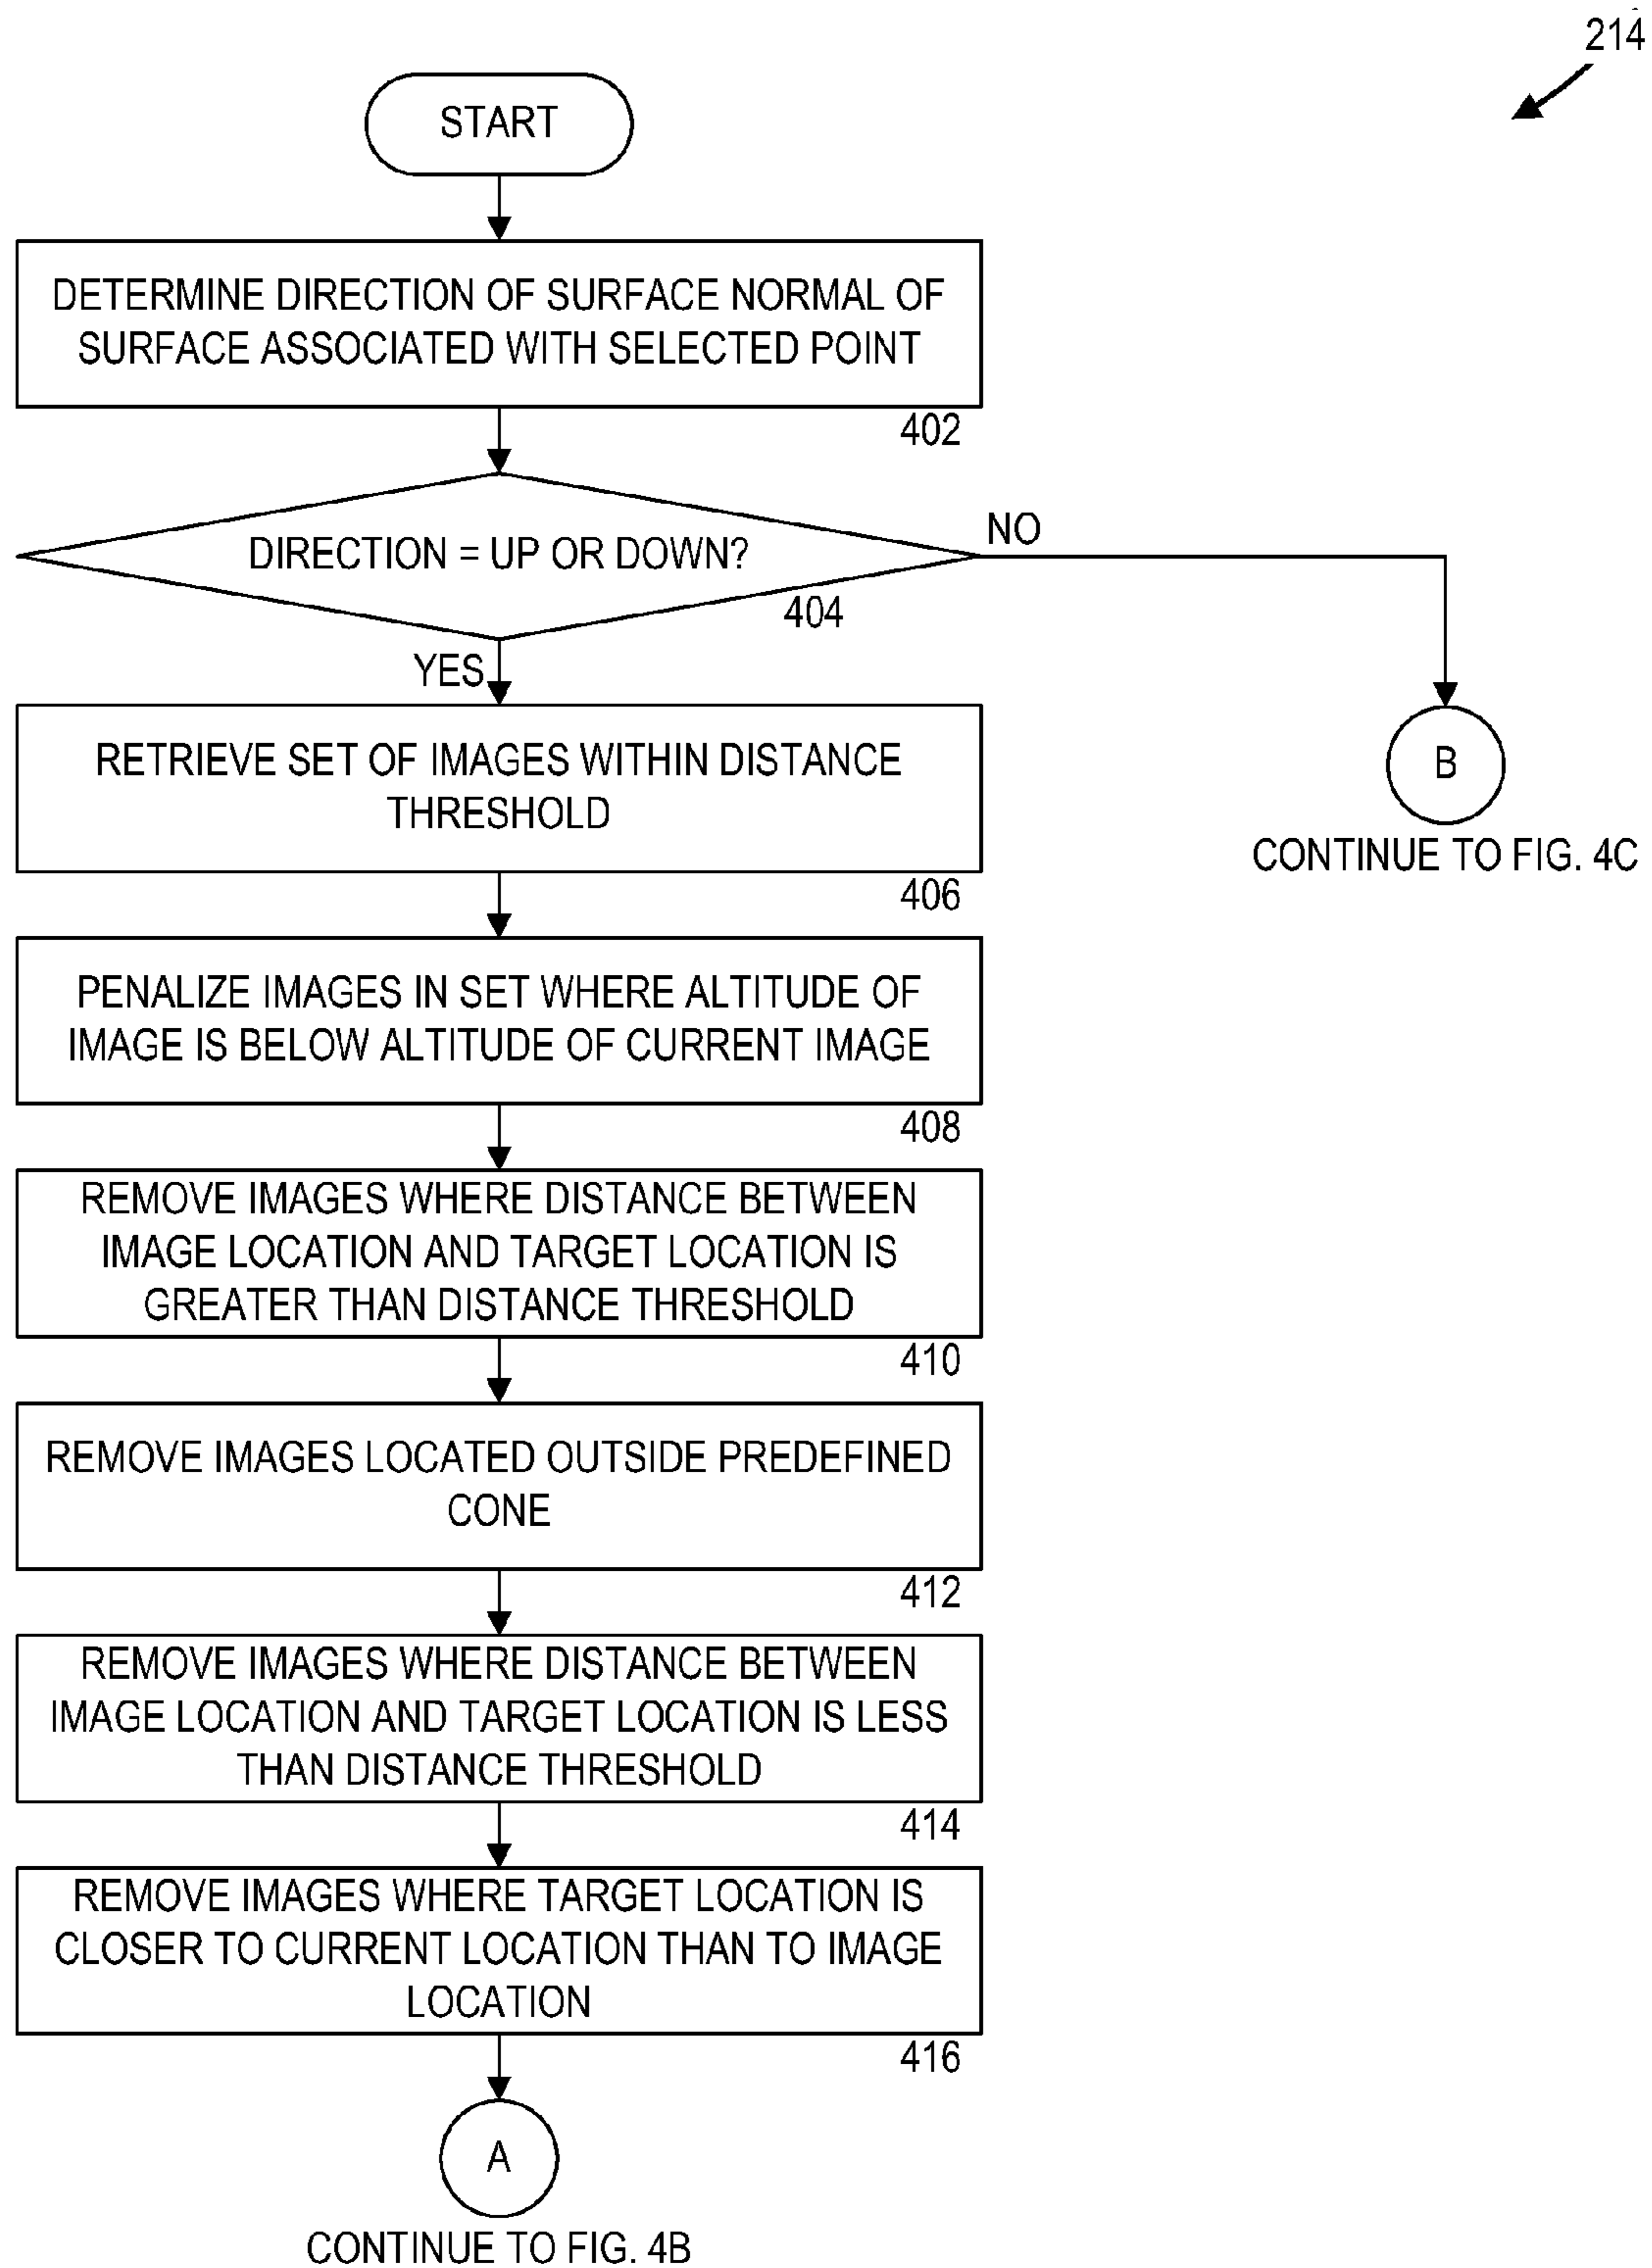 214
START
DETERMINE DIRECTION OF SURFACE NORMAL OF
SURFACE ASSOCIATED WITH SELECTED POINT
402
DIRECTION = UP OR DOWN?
404
NO
YES
B
CONTINUE TO FIG. 4C
RETRIEVE SET OF IMAGES WITHIN DISTANCE
THRESHOLD
406
PENALIZE IMAGES IN SET WHERE ALTITUDE OF
IMAGE IS BELOW ALTITUDE OF CURRENT IMAGE
408
REMOVE IMAGES WHERE DISTANCE BETWEEN
IMAGE LOCATION AND TARGET LOCATION IS
GREATER THAN DISTANCE THRESHOLD
410
REMOVE IMAGES LOCATED OUTSIDE PREDEFINED
CONE
412
REMOVE IMAGES WHERE DISTANCE BETWEEN
IMAGE LOCATION AND TARGET LOCATION IS LESS
THAN DISTANCE THRESHOLD
414
REMOVE IMAGES WHERE TARGET LOCATION IS
CLOSER TO CURRENT LOCATION THAN TO IMAGE
LOCATION
416
A
CONTINUE TO FIG. 4B